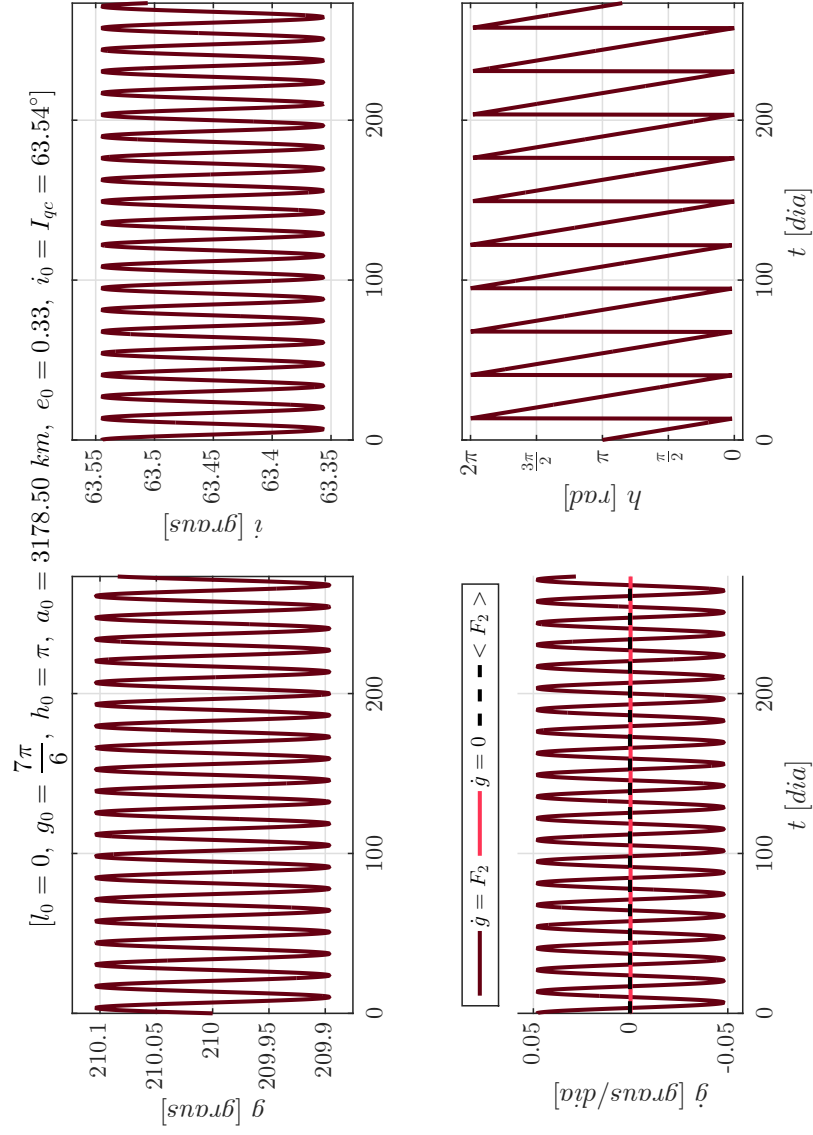 [l₀ = 0, g₀ = 7π/6, h₀ = π, a₀ = 3178.50 km, e₀ = 0.33, i₀ = I_qc = 63.54°]
g [graus]
210.1
210.05
210
209.95
209.9
0 100 200
i [graus]
63.55
63.5
63.45
63.4
63.35
0 100 200
ġ = F₂ ġ = 0 < F₂ >
ġ [graus/dia]
0.05
0
-0.05
0 100 200
t [dia]
h [rad]
2π
3π/2
π
π/2
0
0 100 200
t [dia]